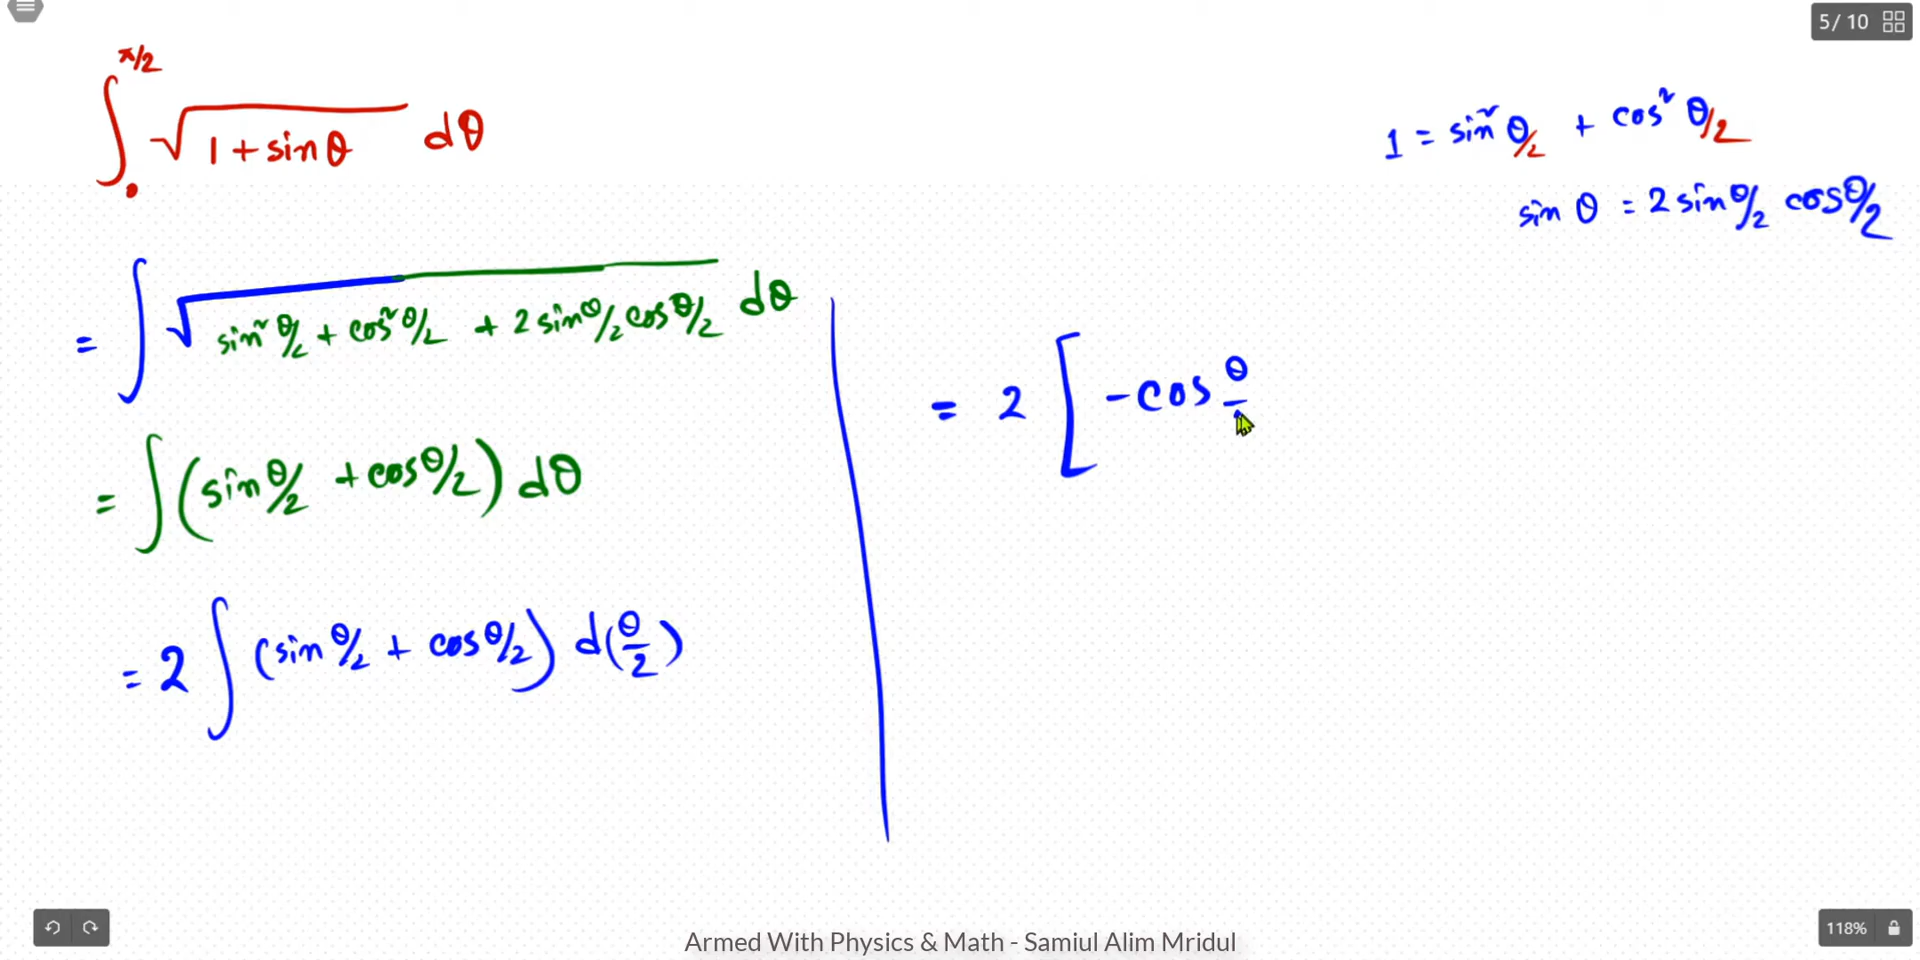 5/ 10
π/2
∫ √(1 + sin θ) dθ
0
1 = sin² θ/2 + cos² θ/2
sin θ = 2 sin θ/2 cos θ/2
= ∫ √(sin² θ/2 + cos² θ/2 + 2 sin θ/2 cos θ/2) dθ
= ∫ (sin θ/2 + cos θ/2) dθ
= 2 ∫ (sin θ/2 + cos θ/2) d(θ/2)
= 2 [ -cos θ/
118%
Armed With Physics & Math - Samiul Alim Mridul